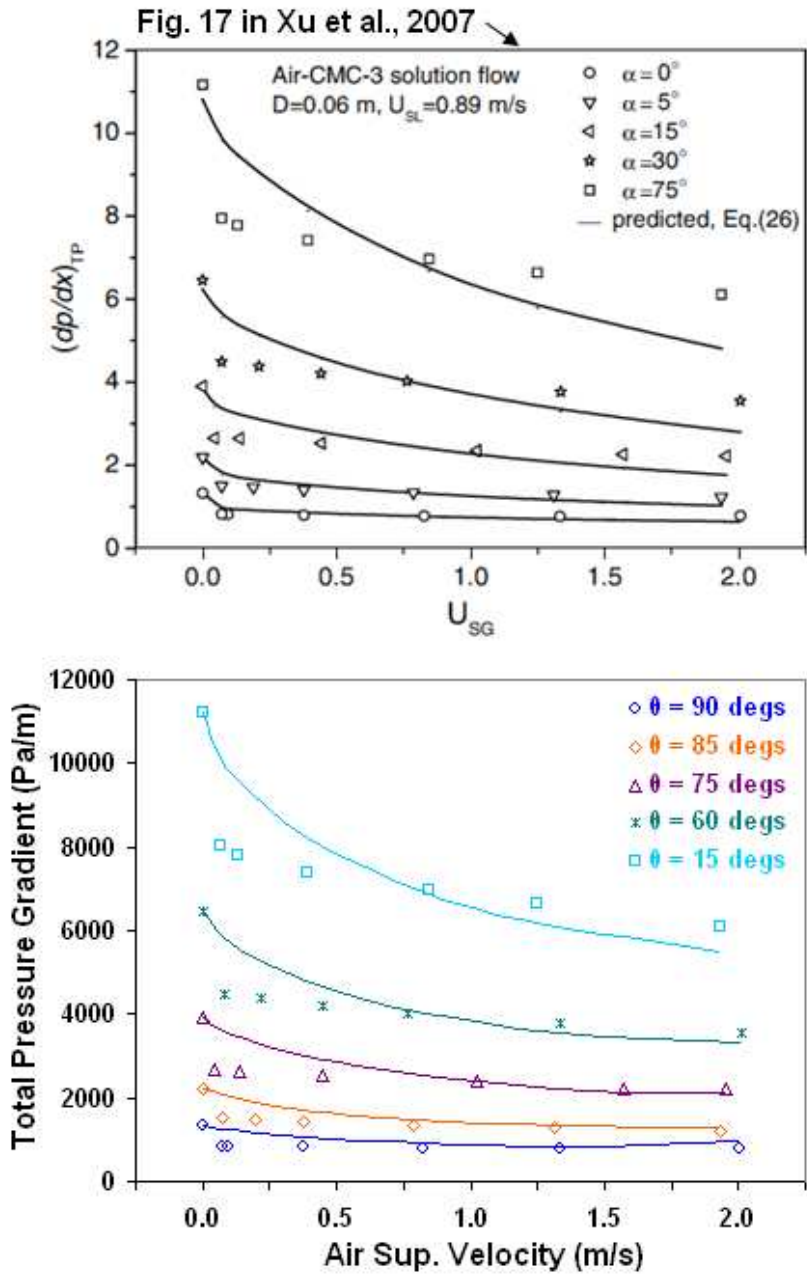 Fig. 17 in Xu et al., 2007
Air-CMC-3 solution flow
D=0.06 m, U_SL=0.89 m/s
α=0°
α=5°
α=15°
α=30°
α=75°
— predicted, Eq.(26)
(dp/dx)_TP
12
10
8
6
4
2
0
0.0 0.5 1.0 1.5 2.0
U_SG
θ = 90 degs
θ = 85 degs
θ = 75 degs
θ = 60 degs
θ = 15 degs
Total Pressure Gradient (Pa/m)
12000
10000
8000
6000
4000
2000
0
0.0 0.5 1.0 1.5 2.0
Air Sup. Velocity (m/s)